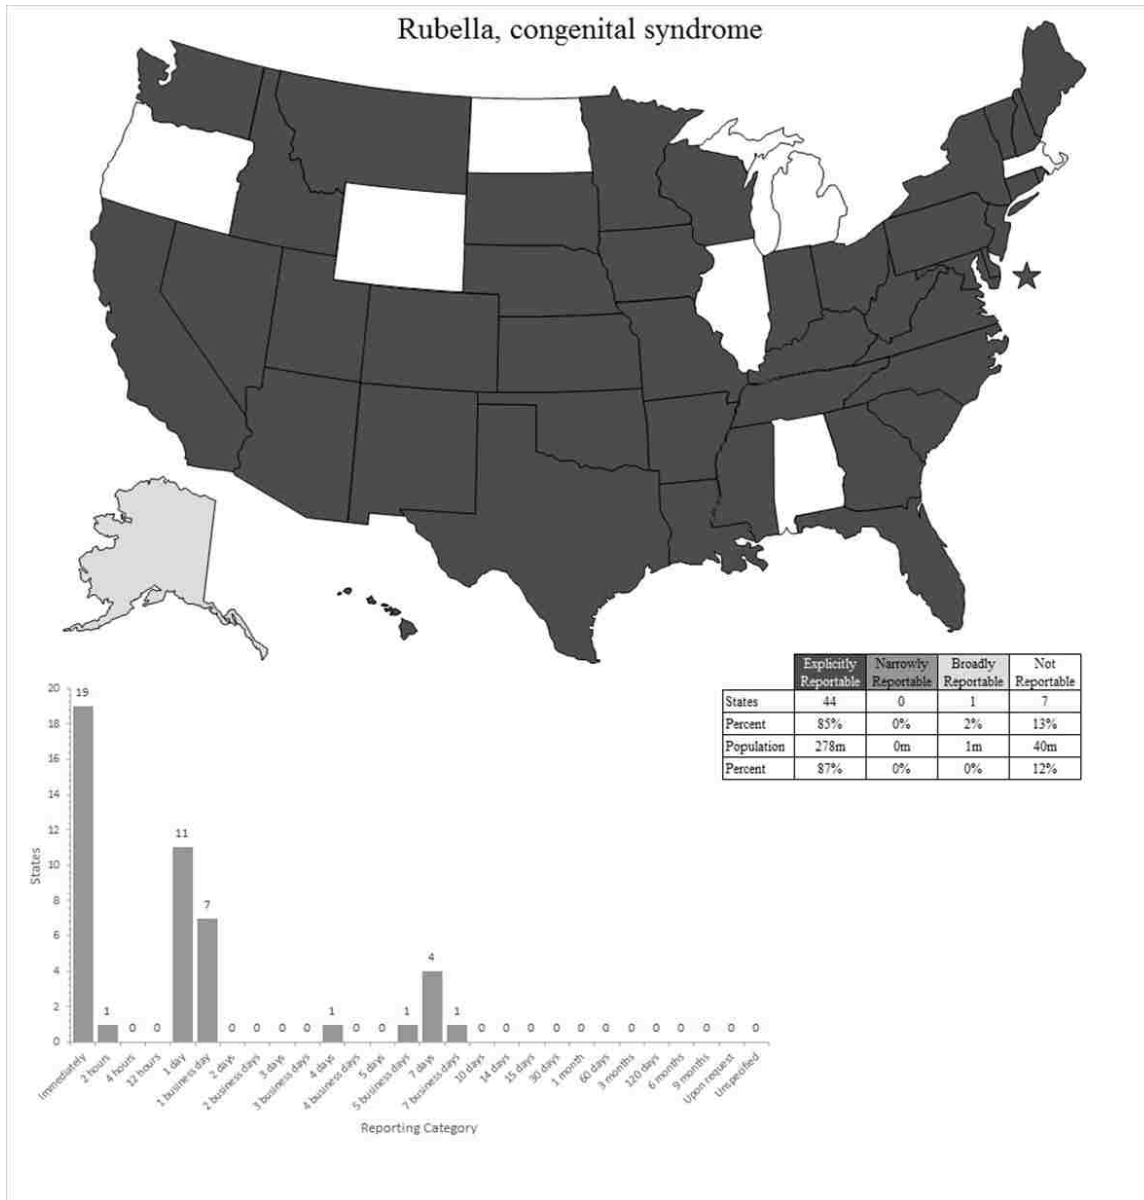 Rubella, congenital syndrome
Explicitly Reportable Narrowly Reportable Broadly Reportable Not Reportable
States 44 0 1 7
Percent 85% 0% 2% 13%
Population 278m 0m 1m 40m
Percent 87% 0% 0% 12%
20
18
16
14
12
10
8
6
4
2
0
States
19
1
0
0
11
7
0
0
0
0
1
0
0
1
4
1
0
0
0
0
0
0
0
0
0
0
0
0
Immediately
2 hours
4 hours
12 hours
1 day
1 business day
2 days
2 business days
3 days
3 business days
4 days
4 business days
5 days
5 business days
7 days
7 business days
10 days
14 days
15 days
30 days
1 month
60 days
3 months
120 days
6 months
9 months
Upon request
Unspecified
Reporting Category